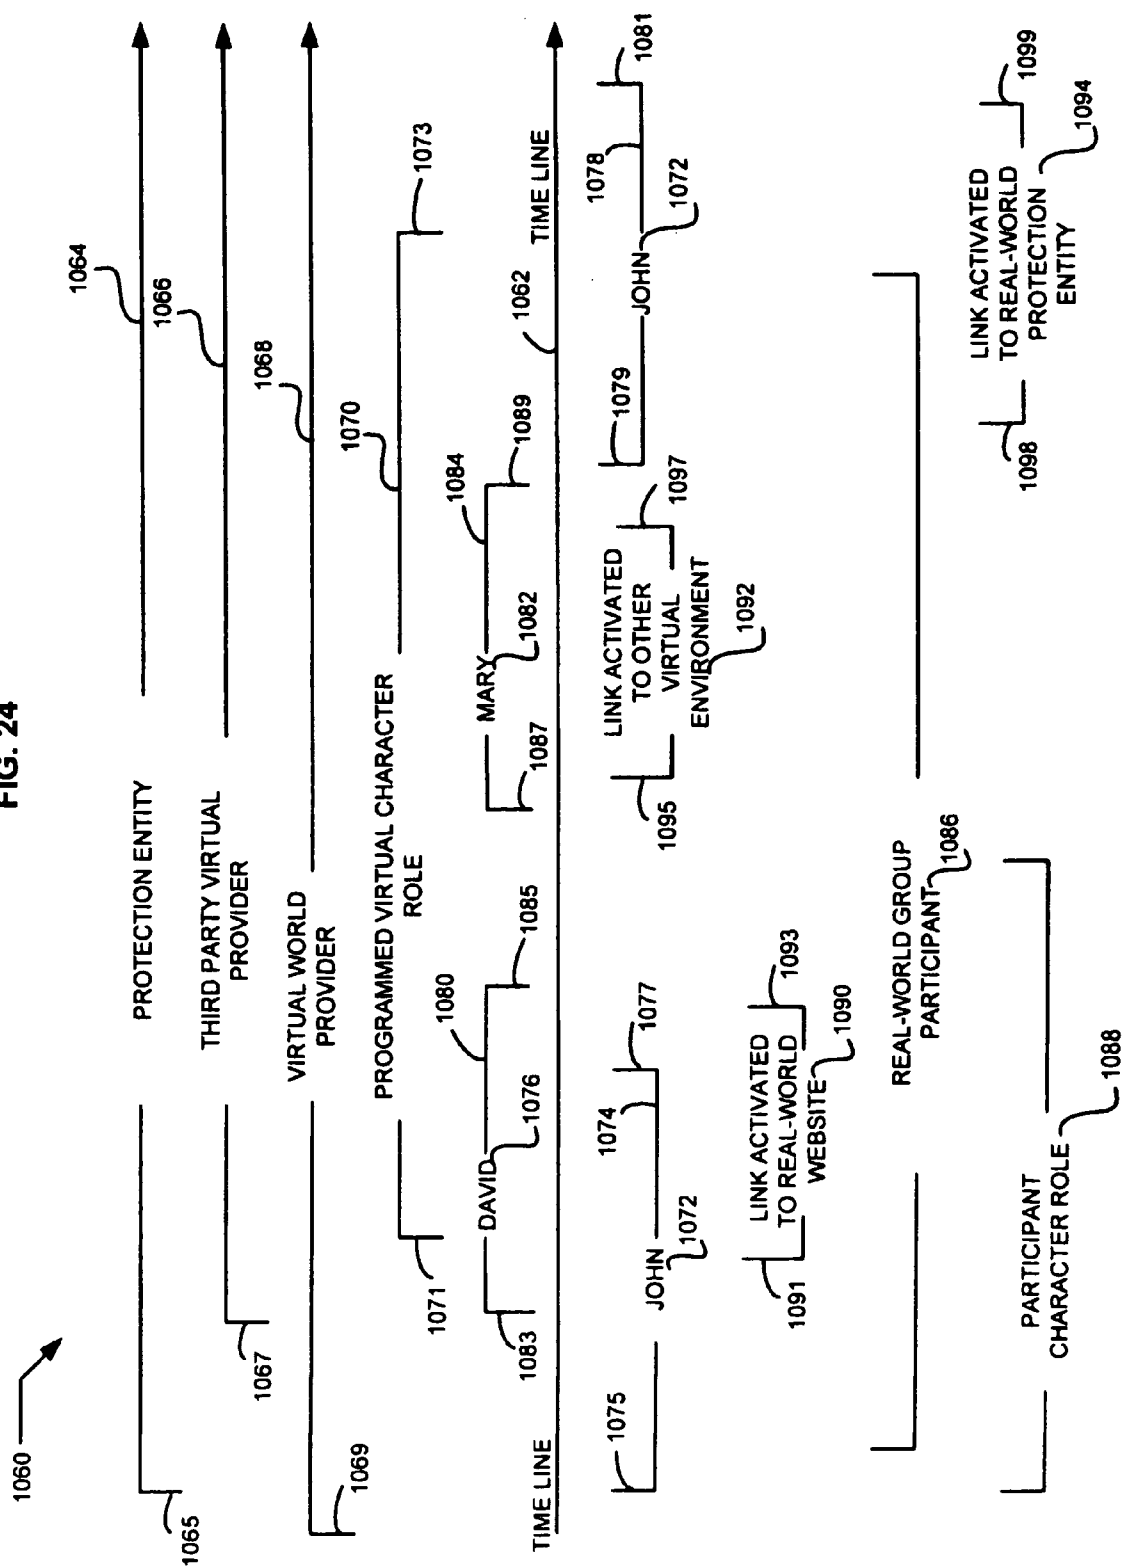 FIG. 24
1060
1064
1065
PROTECTION ENTITY
1066
1067
THIRD PARTY VIRTUAL
PROVIDER
1068
1069
VIRTUAL WORLD
PROVIDER
1070
1071
PROGRAMMED VIRTUAL CHARACTER
ROLE
1073
1083
DAVID
1076
1080
1085
1087
MARY
1082
1084
1089
TIME LINE
1062
TIME LINE
1075
JOHN
1072
1074
1077
1095
LINK ACTIVATED
TO OTHER
VIRTUAL
ENVIRONMENT
1092
1097
1079
JOHN
1072
1078
1081
1091
LINK ACTIVATED
TO REAL-WORLD
WEBSITE
1090
1093
REAL-WORLD GROUP
PARTICIPANT
1086
PARTICIPANT
CHARACTER ROLE
1088
1098
LINK ACTIVATED
TO REAL-WORLD
PROTECTION
ENTITY
1094
1099